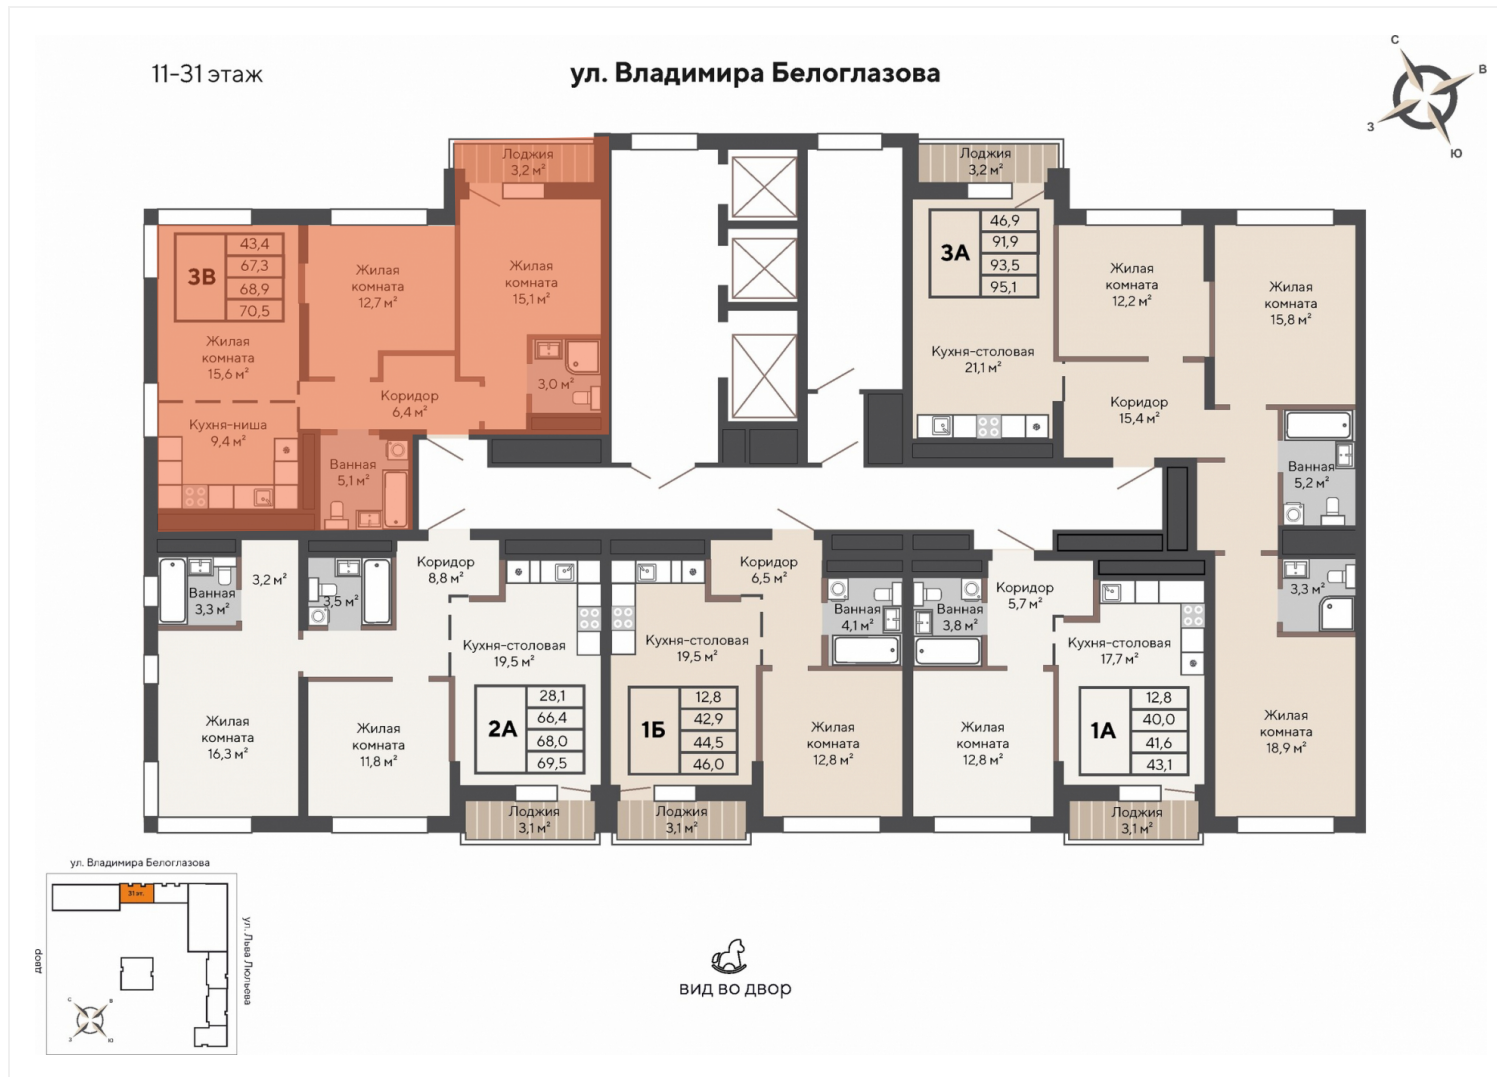 11-31 этаж
ул. Владимира Белоглазова
С
В
З
Ю
Лоджия
3,2 м²
Лоджия
3,2 м²
3В
43,4
67,3
68,9
70,5
Жилая
комната
12,7 м²
Жилая
комната
15,1 м²
3А
46,9
91,9
93,5
95,1
Жилая
комната
12,2 м²
Жилая
комната
15,8 м²
Жилая
комната
15,6 м²
Кухня-столовая
21,1 м²
Коридор
6,4 м²
3,0 м²
Коридор
15,4 м²
Кухня-ниша
9,4 м²
Ванная
5,1 м²
Ванная
5,2 м²
3,2 м²
Ванная
3,3 м²
3,5 м²
Коридор
8,8 м²
Коридор
6,5 м²
Ванная
4,1 м²
Ванная
3,8 м²
Коридор
5,7 м²
3,3 м²
Кухня-столовая
19,5 м²
Кухня-столовая
19,5 м²
Кухня-столовая
17,7 м²
Жилая
комната
16,3 м²
Жилая
комната
11,8 м²
2А
28,1
66,4
68,0
69,5
1Б
12,8
42,9
44,5
46,0
Жилая
комната
12,8 м²
Жилая
комната
12,8 м²
1А
12,8
40,0
41,6
43,1
Жилая
комната
18,9 м²
Лоджия
3,1 м²
Лоджия
3,1 м²
Лоджия
3,1 м²
ул. Владимира Белоглазова
31 эт.
двор
ул. Льва Люльева
С
В
З
Ю
вид во двор